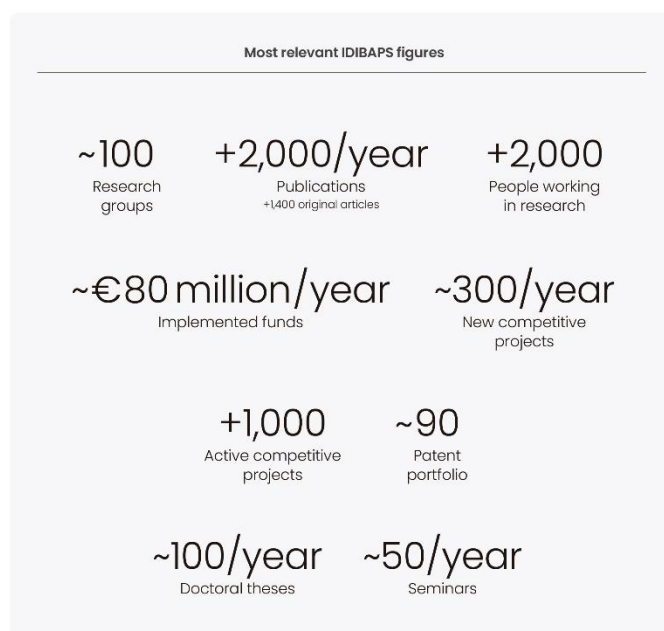 Most relevant IDIBAPS figures
~100
Research
groups
+2,000/year
Publications
+1,400 original articles
+2,000
People working
in research
~€80 million/year
Implemented funds
~300/year
New competitive
projects
+1,000
Active competitive
projects
~90
Patent
portfolio
~100/year
Doctoral theses
~50/year
Seminars